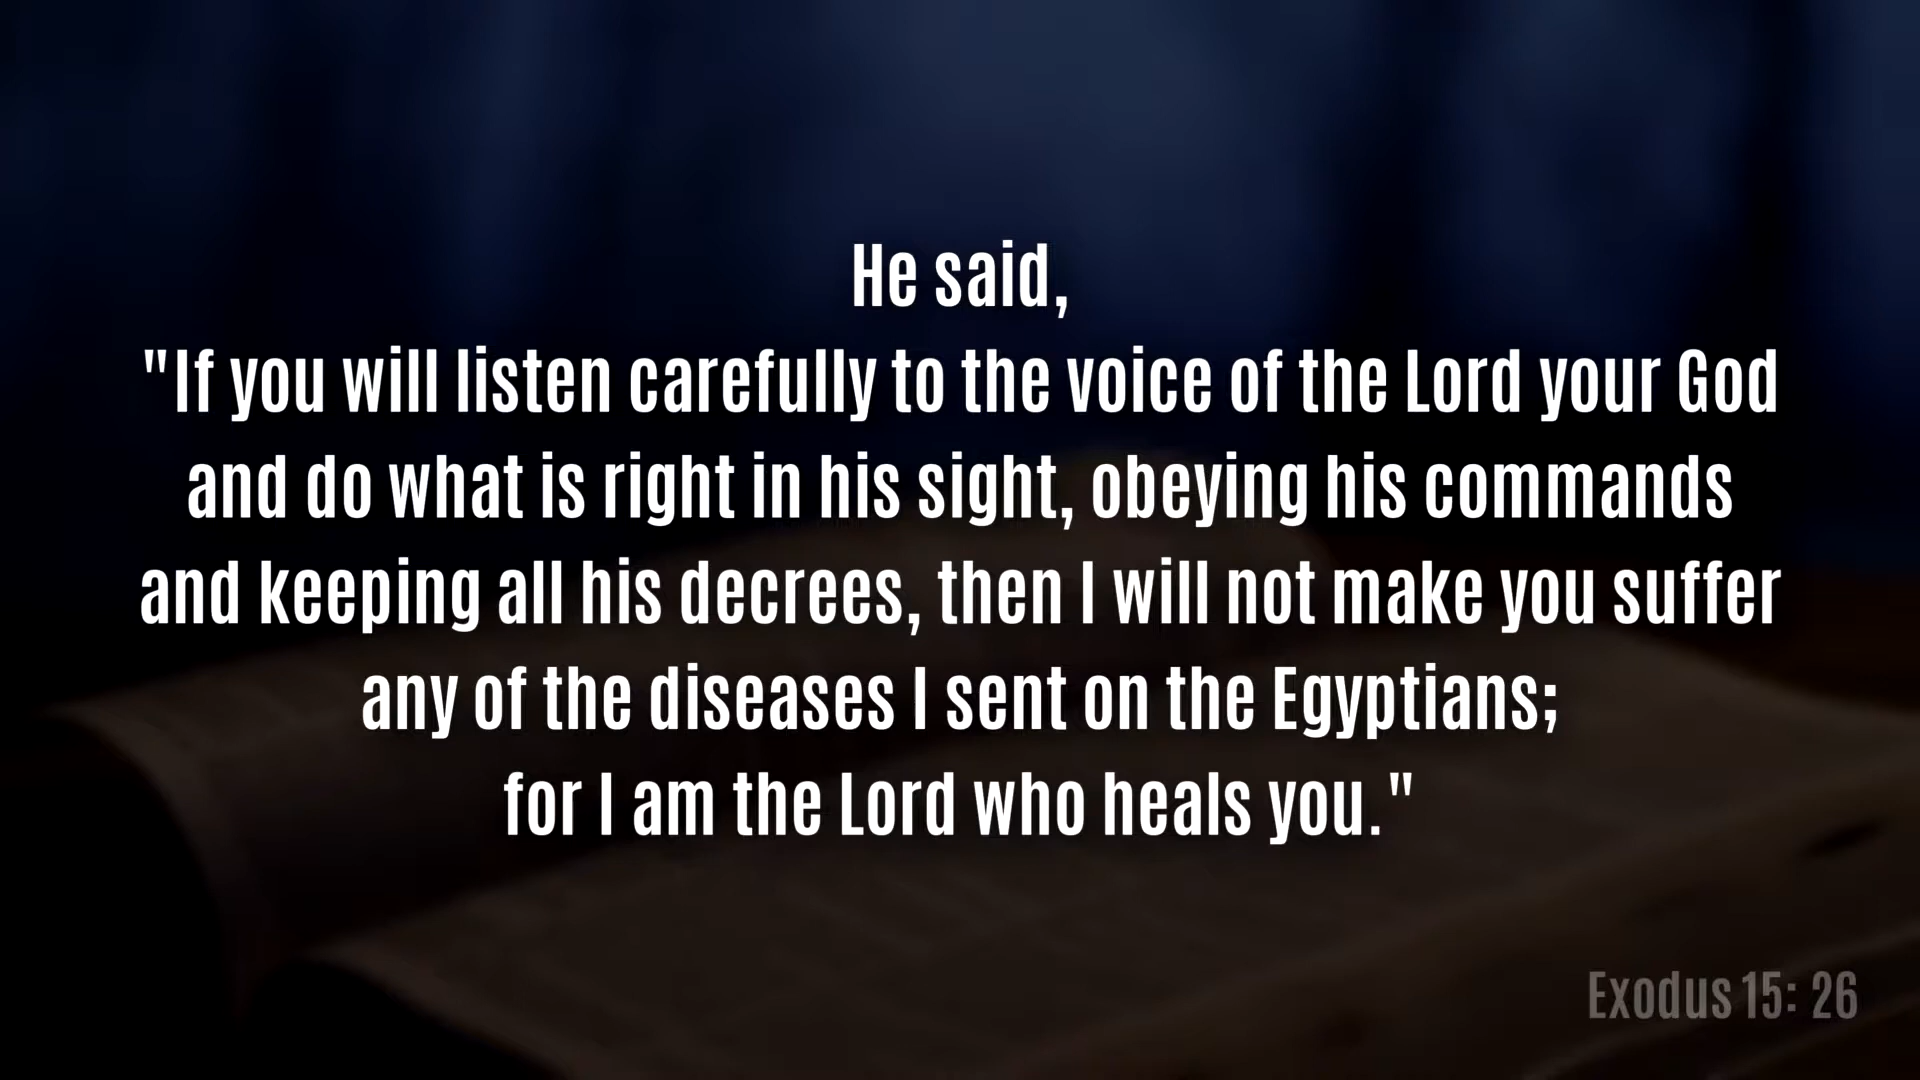 He said,
"If you will listen carefully to the voice of the Lord your God
and do what is right in his sight, obeying his commands
and keeping all his decrees, then I will not make you suffer
any of the diseases I sent on the Egyptians;
for I am the Lord who heals you."
Exodus 15: 26